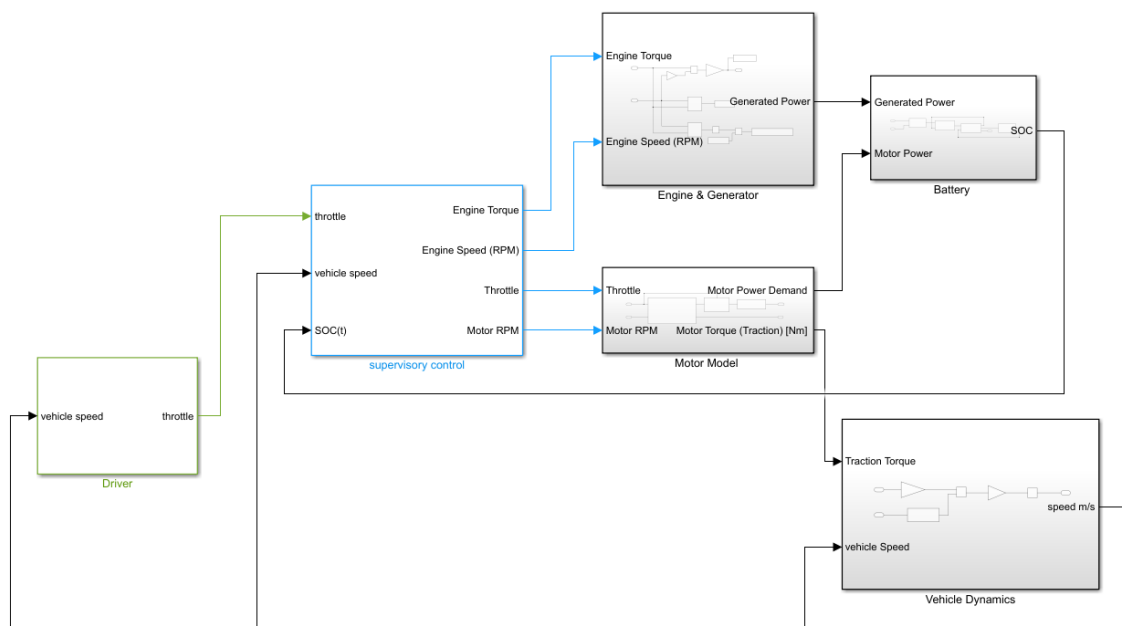 Engine Torque
Generated Power
Engine Speed (RPM)
Engine & Generator
Generated Power
SOC
Motor Power
Battery
throttle
vehicle speed
SOC(t)
Engine Torque
Engine Speed (RPM)
Throttle
Motor RPM
supervisory control
Throttle
Motor Power Demand
Motor RPM
Motor Torque (Traction) [Nm]
Motor Model
vehicle speed
throttle
Driver
Traction Torque
speed m/s
vehicle Speed
Vehicle Dynamics